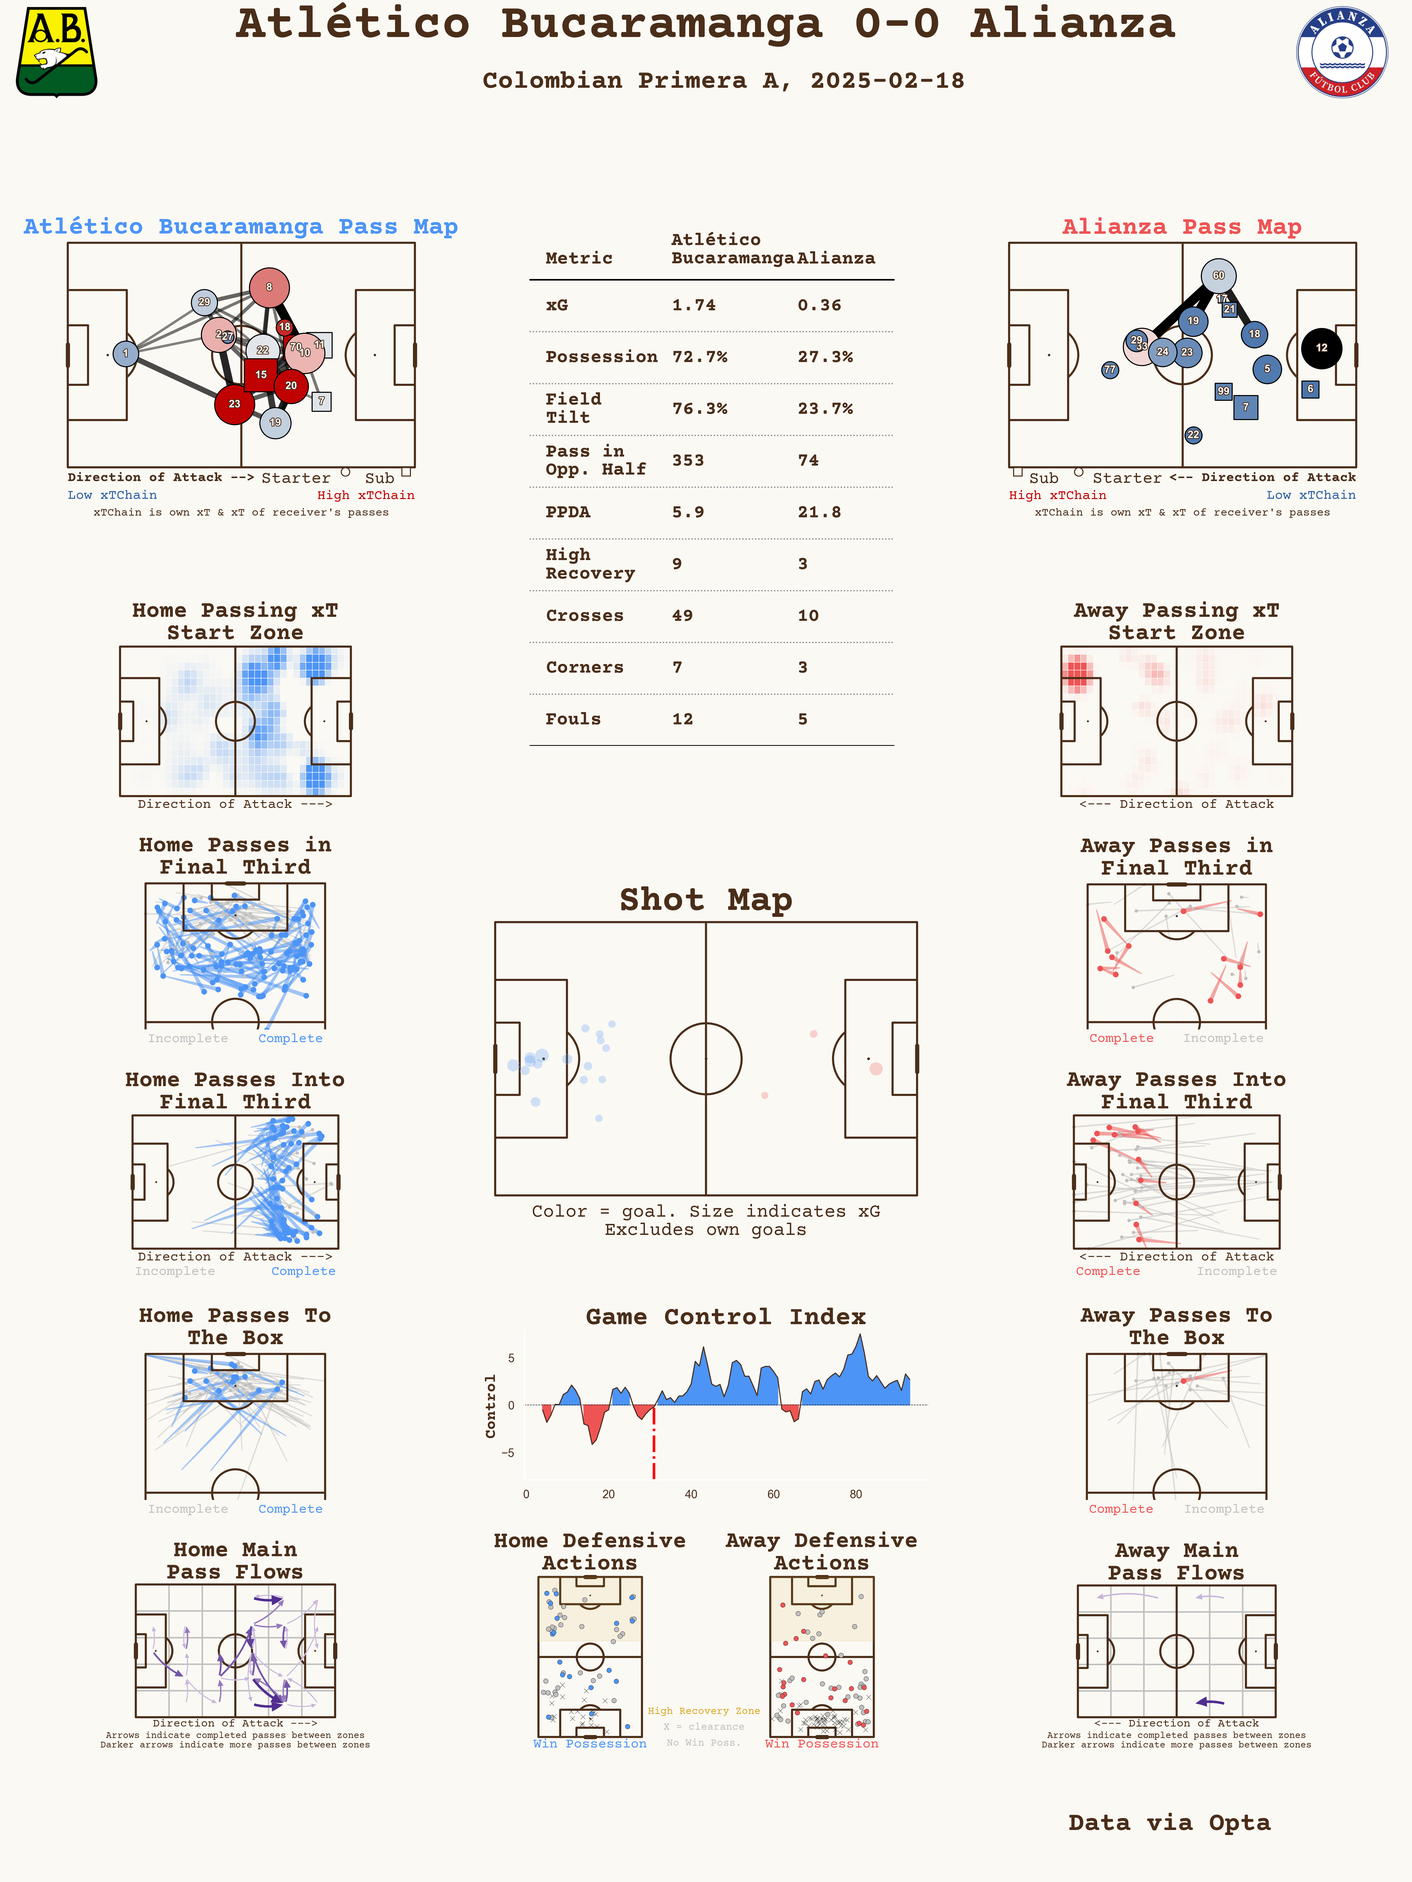 Atlético Bucaramanga 0-0 Alianza
Colombian Primera A, 2025-02-18
A.B.
ALIANZA
FÚTBOL CLUB
Atlético Bucaramanga Pass Map
8
29
18
27
1
22
70
11
10
15
20
23
7
19
Direction of Attack --> Starter Sub
Low xTChain High xTChain
xTChain is own xT & xT of receiver's passes
Metric Atlético Bucaramanga Alianza
xG 1.74 0.36
Possession 72.7% 27.3%
Field Tilt 76.3% 23.7%
Pass in Opp. Half 353 74
PPDA 5.9 21.8
High Recovery 9 3
Crosses 49 10
Corners 7 3
Fouls 12 5
Alianza Pass Map
60
17
21
19
18
29
33
24
23
12
77
5
6
99
7
22
Sub Starter <-- Direction of Attack
High xTChain Low xTChain
xTChain is own xT & xT of receiver's passes
Home Passing xT
Start Zone
Direction of Attack --->
Away Passing xT
Start Zone
<--- Direction of Attack
Home Passes in
Final Third
Incomplete Complete
Away Passes in
Final Third
Complete Incomplete
Shot Map
Color = goal. Size indicates xG
Excludes own goals
Home Passes Into
Final Third
Direction of Attack --->
Incomplete Complete
Away Passes Into
Final Third
<--- Direction of Attack
Complete Incomplete
Home Passes To
The Box
Incomplete Complete
Game Control Index
Control
5
0
−5
0 20 40 60 80
Away Passes To
The Box
Complete Incomplete
Home Main
Pass Flows
Direction of Attack --->
Arrows indicate completed passes between zones
Darker arrows indicate more passes between zones
Home Defensive
Actions
Win Possession
High Recovery Zone
X = clearance
No Win Poss.
Away Defensive
Actions
Win Possession
Away Main
Pass Flows
<--- Direction of Attack
Arrows indicate completed passes between zones
Darker arrows indicate more passes between zones
Data via Opta